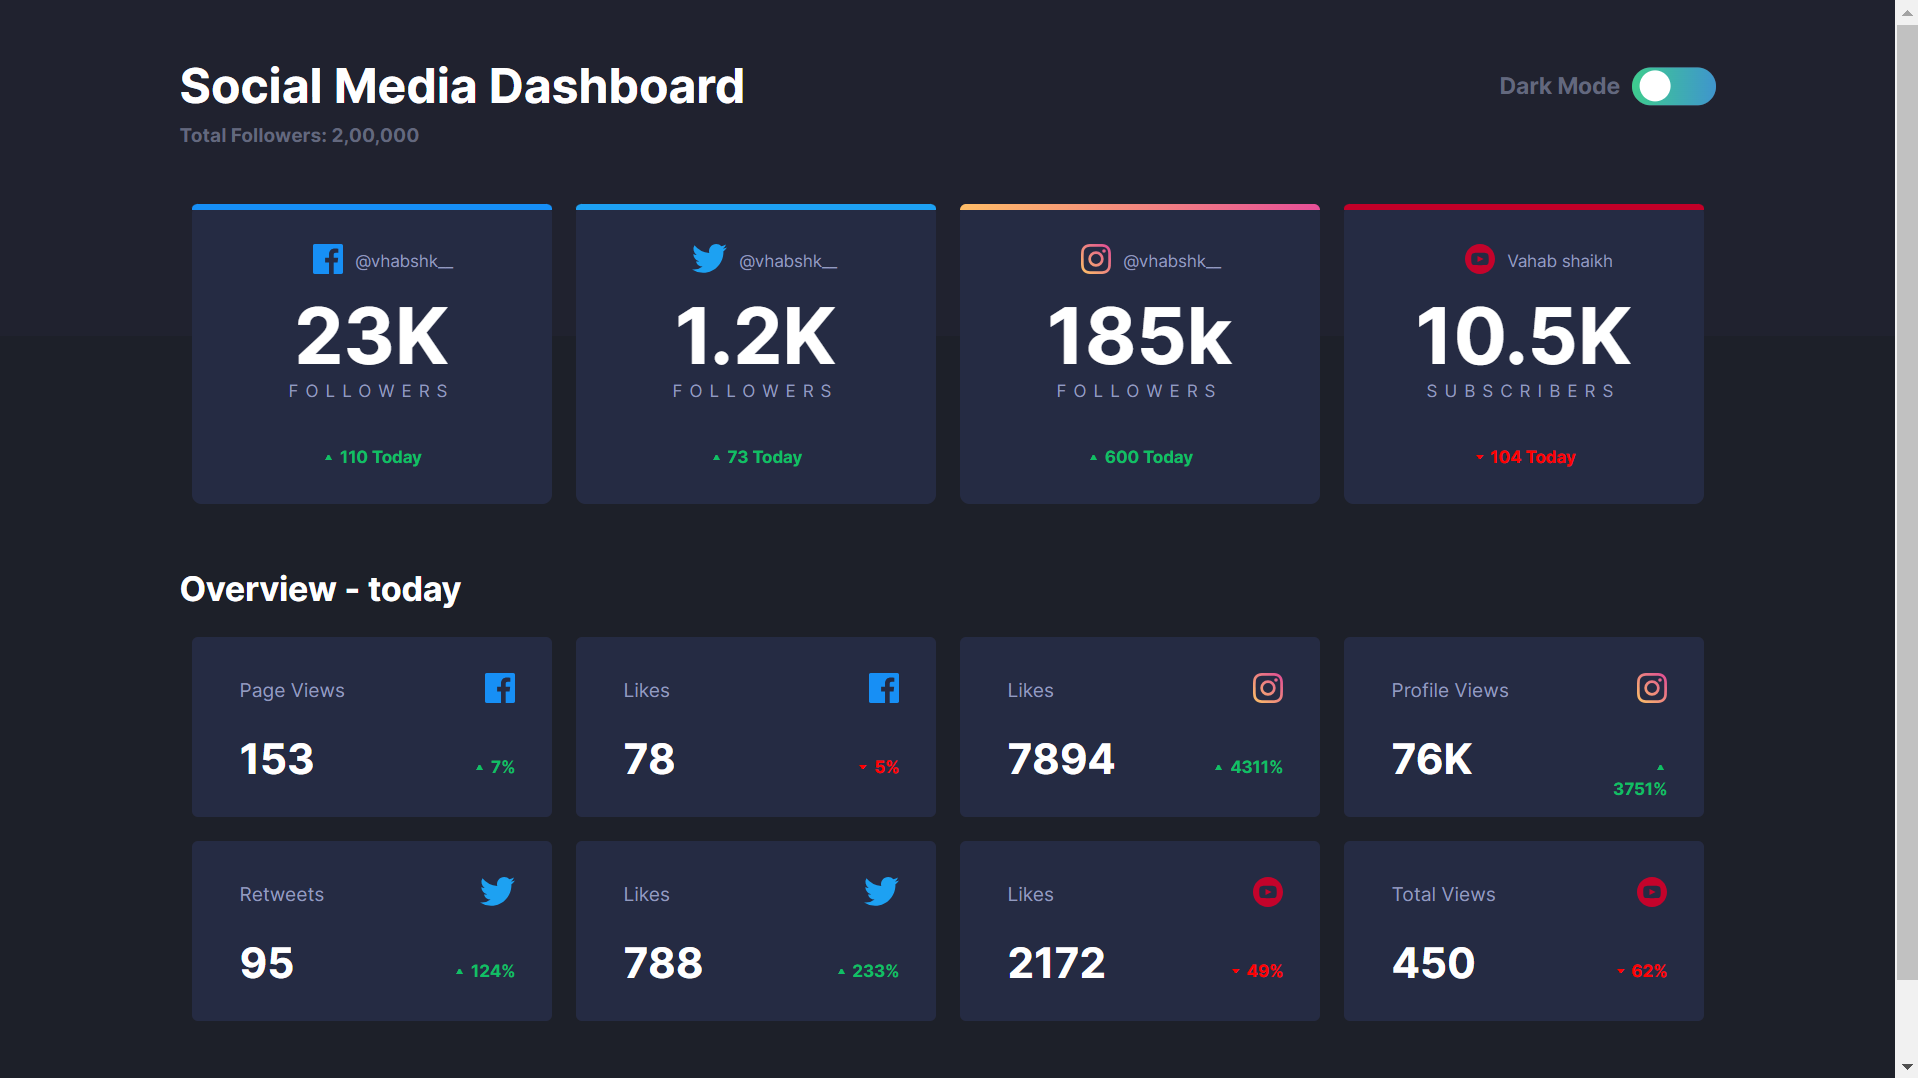 Social Media Dashboard
Dark Mode
Total Followers: 2,00,000
@vhabshk__
23K
FOLLOWERS
110 Today
@vhabshk__
1.2K
FOLLOWERS
73 Today
@vhabshk__
185k
FOLLOWERS
600 Today
Vahab shaikh
10.5K
SUBSCRIBERS
104 Today
Overview - today
Page Views
153
7%
Likes
78
5%
Likes
7894
4311%
Profile Views
76K
3751%
Retweets
95
124%
Likes
788
233%
Likes
2172
49%
Total Views
450
62%